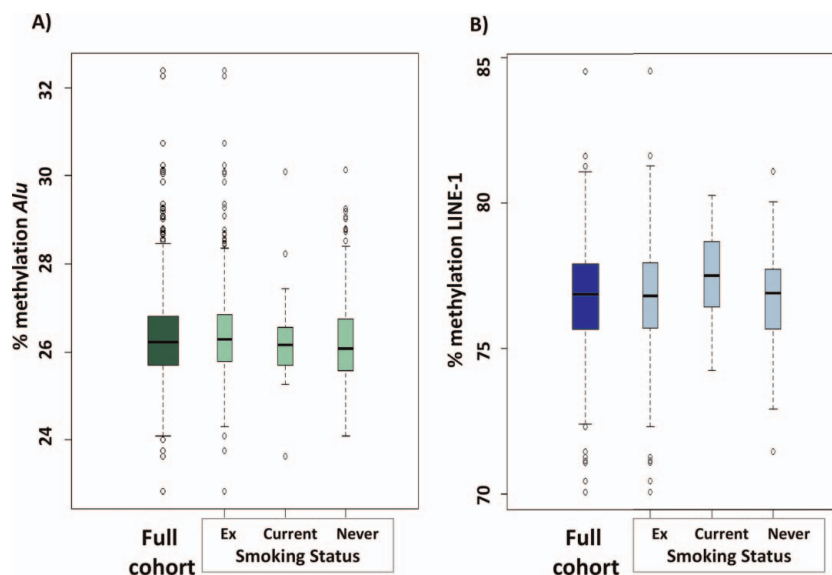 A)
% methylation Alu
32
30
28
26
24
Full
cohort
Ex Current Never
Smoking Status
B)
% methylation LINE-1
85
80
75
70
Full
cohort
Ex Current Never
Smoking Status